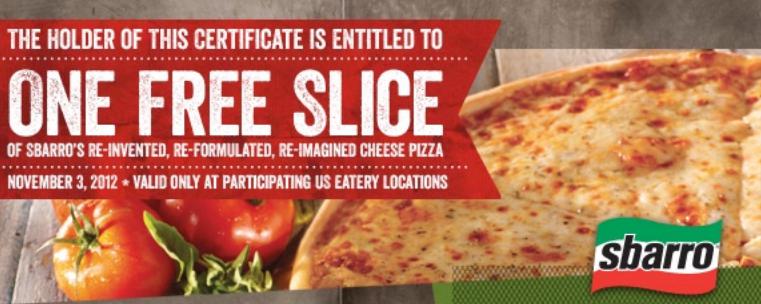 THE HOLDER OF THIS CERTIFICATE IS ENTITLED TO
ONE FREE SLICE
OF SBARRO'S RE-INVENTED, RE-FORMULATED, RE-IMAGINED CHEESE PIZZA
NOVEMBER 3, 2012 ★ VALID ONLY AT PARTICIPATING US EATERY LOCATIONS
sbarro